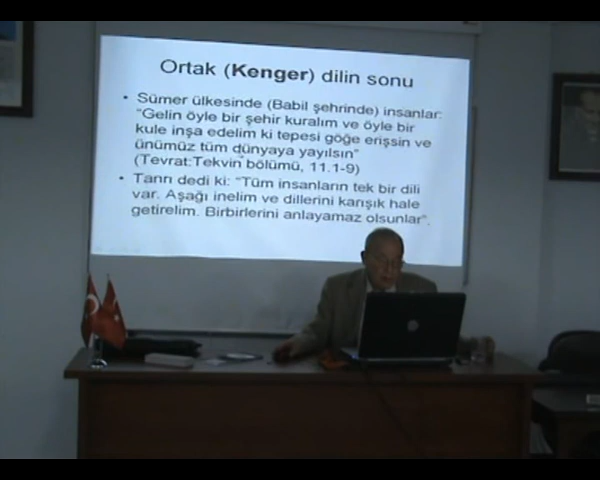 Ortak (Kenger) dilin sonu
• Sümer ülkesinde (Babil şehrinde) insanlar:
“Gelin öyle bir şehir kuralım ve öyle bir
kule inşa edelim ki tepesi göğe erişsin ve
ünümüz tüm dünyaya yayılsın”
(Tevrat:Tekvin bölümü, 11.1-9)
• Tanrı dedi ki: “Tüm insanların tek bir dili
var. Aşağı inelim ve dillerini karışık hale
getirelim. Birbirlerini anlayamaz olsunlar”.